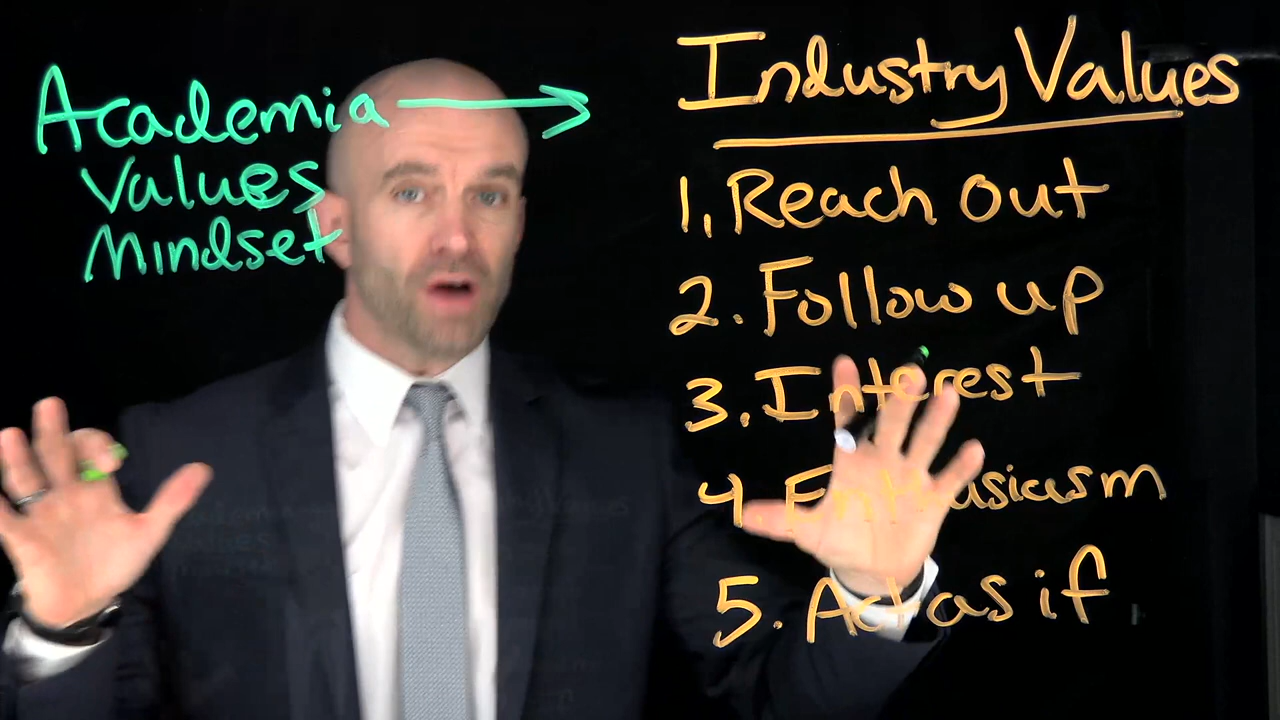 Academia
Values
Mindset
→
Industry Values
1. Reach out
2. Follow up
3. Interest
4. Enthusiasm
5. Act as if